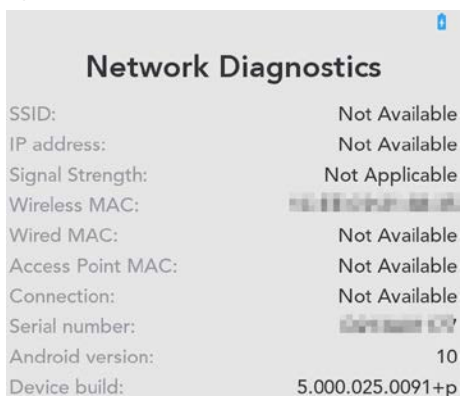 Network Diagnostics
SSID: Not Available
IP address: Not Available
Signal Strength: Not Applicable
Wireless MAC:
Wired MAC: Not Available
Access Point MAC: Not Available
Connection: Not Available
Serial number:
Android version: 10
Device build: 5.000.025.0091+p